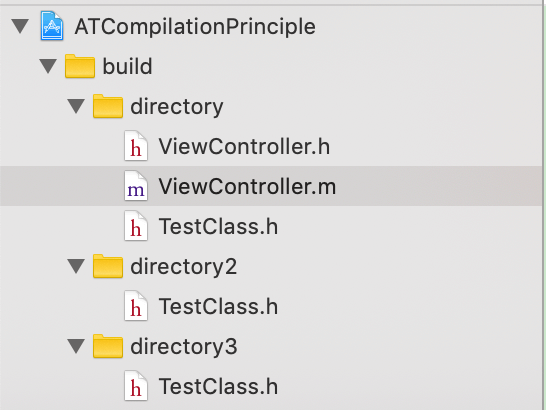 ATCompilationPrinciple
build
directory
h ViewController.h
m ViewController.m
h TestClass.h
directory2
h TestClass.h
directory3
h TestClass.h